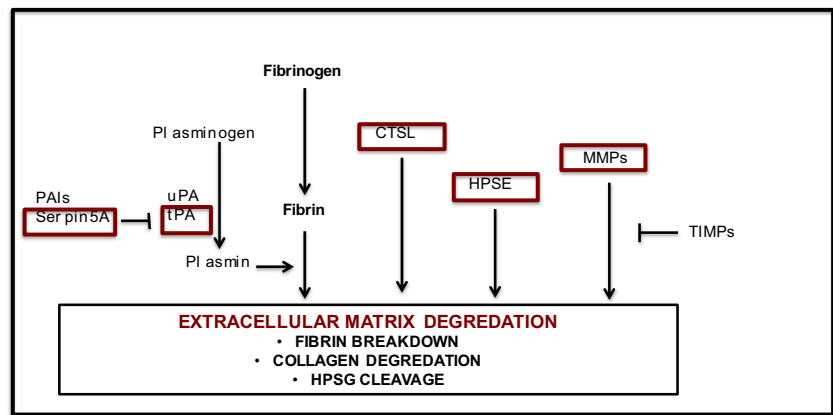 Fibrinogen
Plasminogen
CTSL
MMPs
HPSE
PAIs
Serpin5A
uPA
tPA
Fibrin
TIMPs
Plasmin
EXTRACELLULAR MATRIX DEGREDATION
• FIBRIN BREAKDOWN
• COLLAGEN DEGREDATION
• HPSG CLEAVAGE